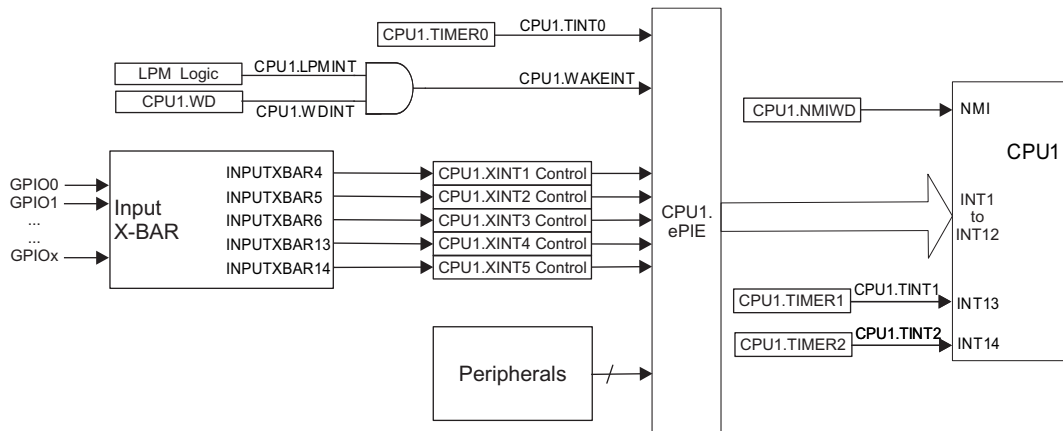 CPU1.TIMER0
CPU1.TINT0
LPM Logic
CPU1.LPMINT
CPU1.WD
CPU1.WDINT
CPU1.WAKEINT
CPU1.NMIWD
NMI
CPU1
GPIO0
GPIO1
...
...
GPIOx
Input
X-BAR
INPUTXBAR4
INPUTXBAR5
INPUTXBAR6
INPUTXBAR13
INPUTXBAR14
CPU1.XINT1 Control
CPU1.XINT2 Control
CPU1.XINT3 Control
CPU1.XINT4 Control
CPU1.XINT5 Control
CPU1.
ePIE
INT1
to
INT12
CPU1.TIMER1
CPU1.TINT1
INT13
CPU1.TIMER2
CPU1.TINT2
INT14
Peripherals